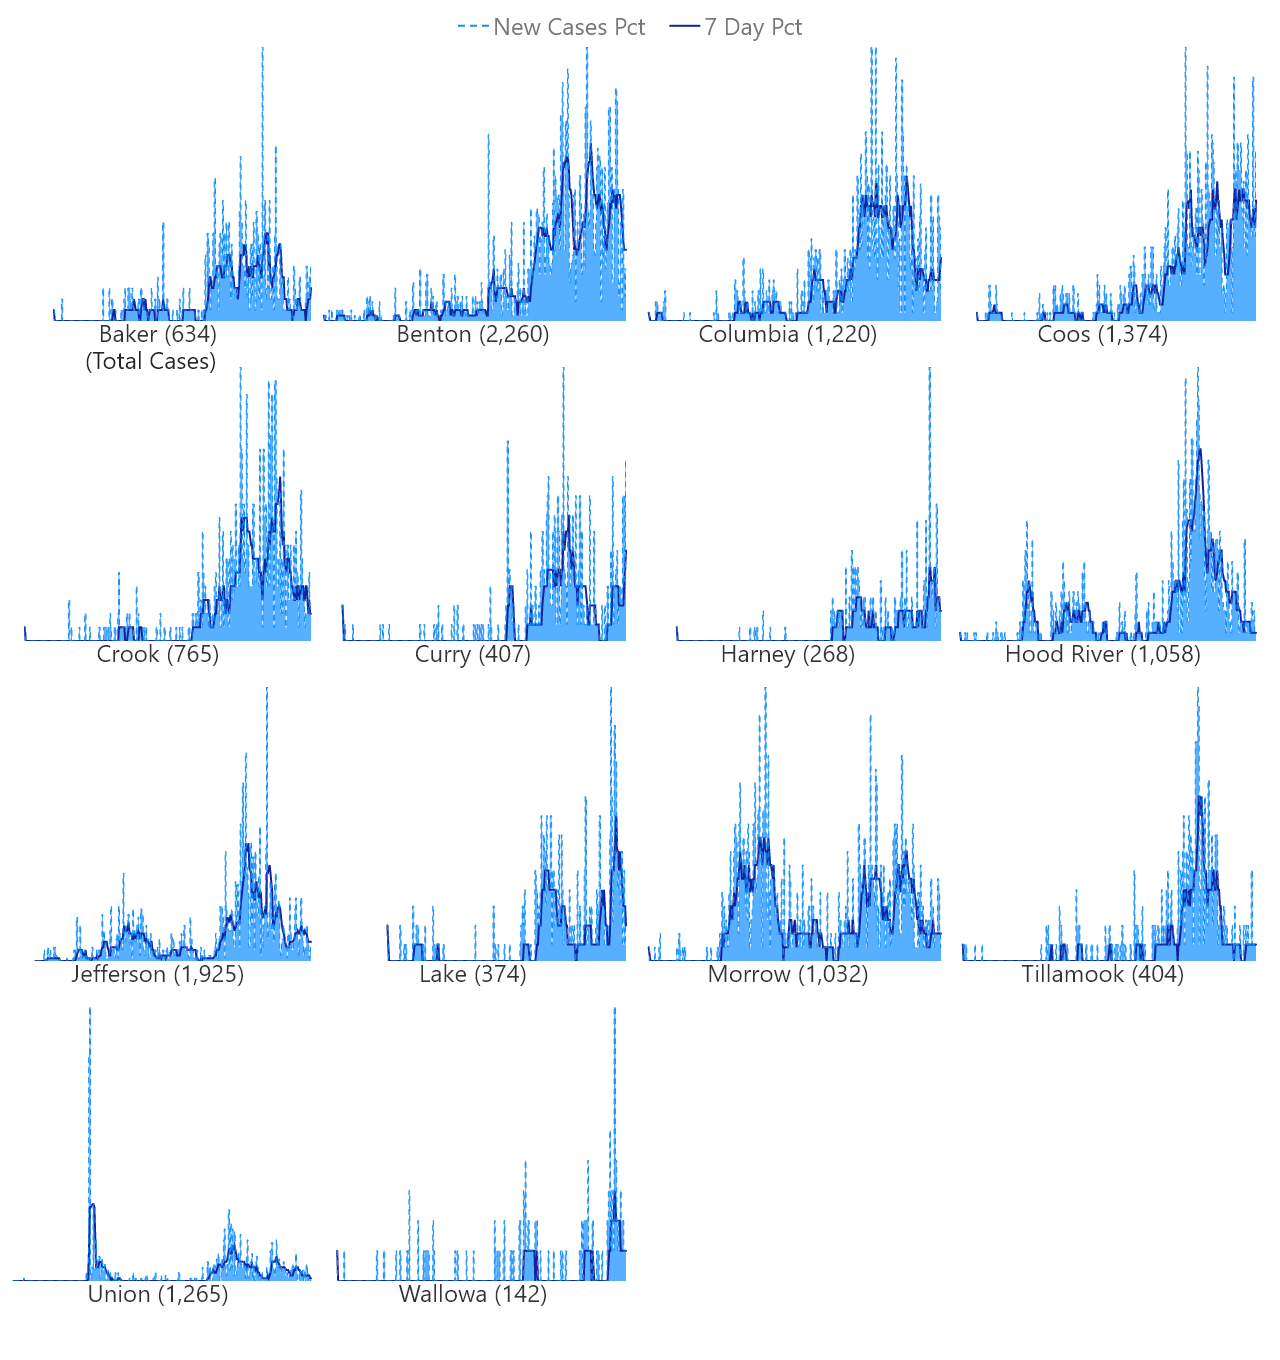 New Cases Pct 7 Day Pct
Baker (634) Benton (2,260) Columbia (1,220) Coos (1,374)
(Total Cases)
Crook (765) Curry (407) Harney (268) Hood River (1,058)
Jefferson (1,925) Lake (374) Morrow (1,032) Tillamook (404)
Union (1,265) Wallowa (142)